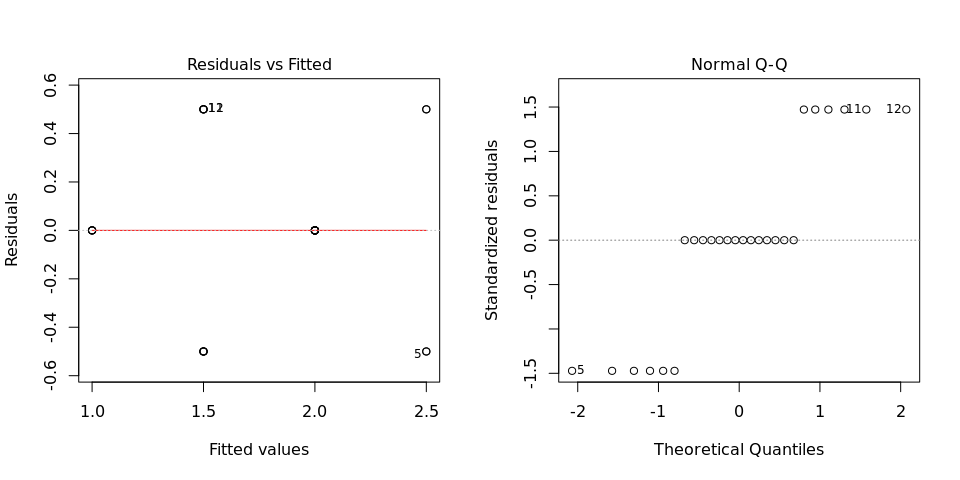 Residuals vs Fitted
Residuals
0.6
0.4
0.2
0.0
-0.2
-0.4
-0.6
12
5
1.0 1.5 2.0 2.5
Fitted values
Normal Q-Q
Standardized residuals
1.5
1.0
0.5
0.0
-0.5
-1.5
11
12
5
-2 -1 0 1 2
Theoretical Quantiles